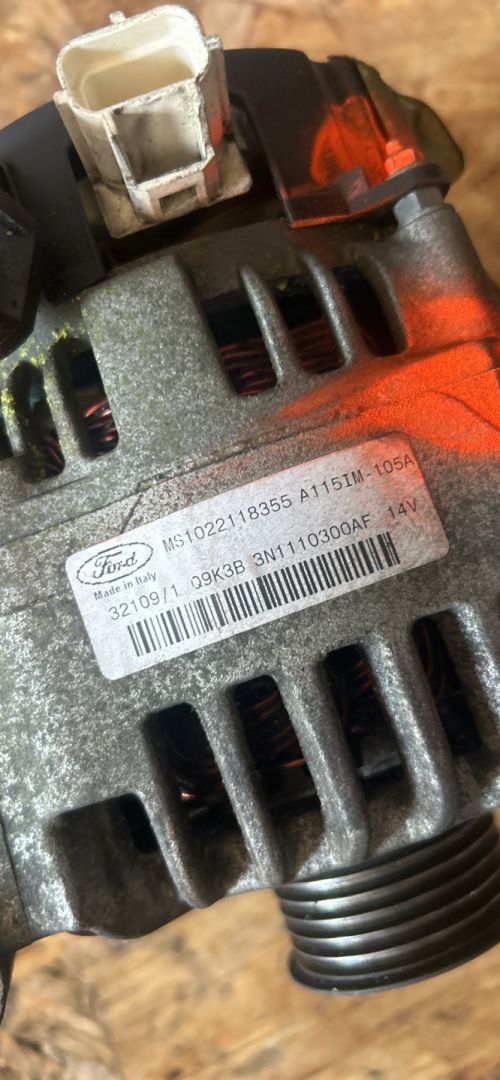 Ford MS1022118355 A115IM-105A
Made in Italy
32109/1 09K3B 3N1110300AF 14V